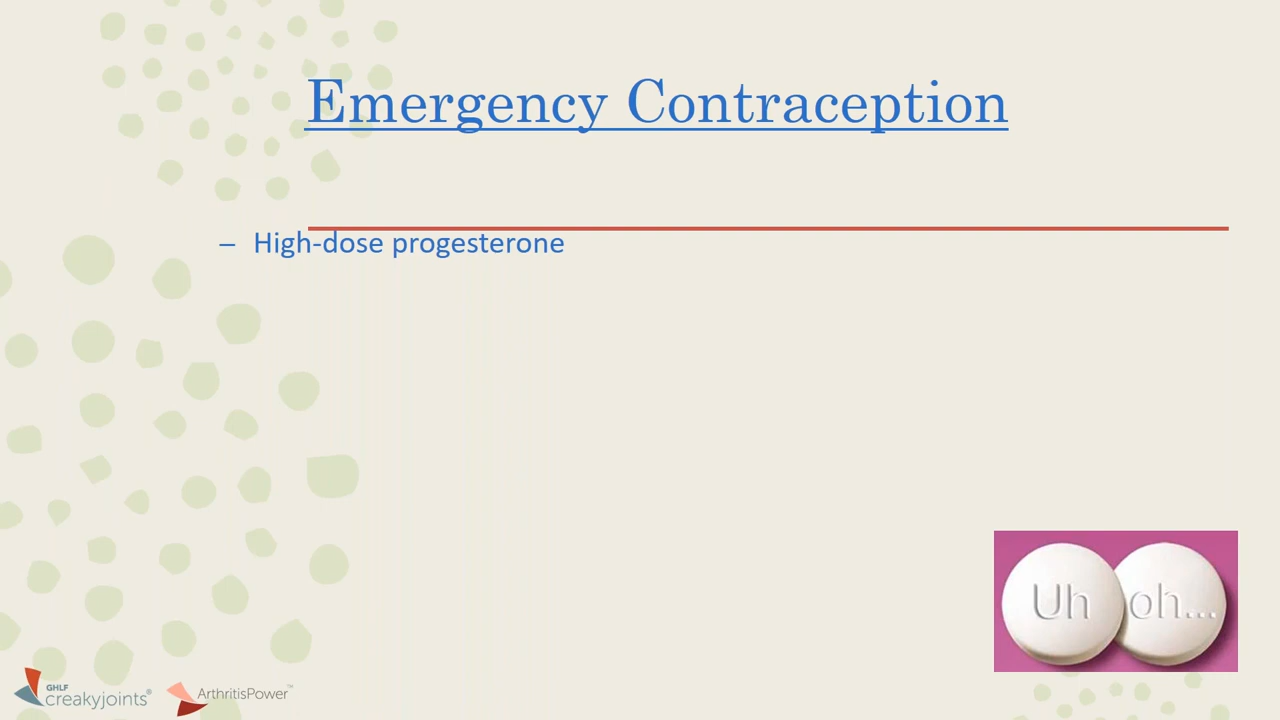 Emergency Contraception
– High-dose progesterone
Uh oh...
GHLF
creakyjoints®
ArthritisPower™